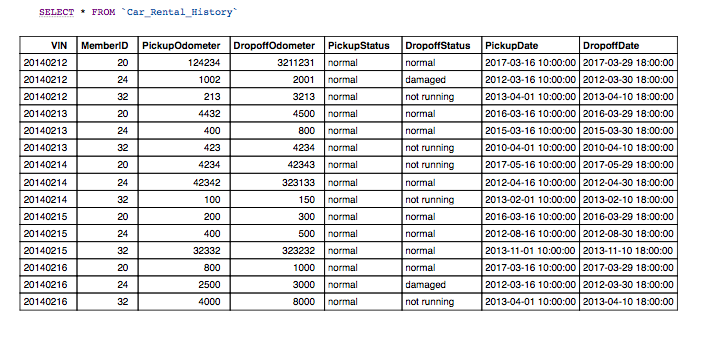 SELECT * FROM `Car_Rental_History`
VIN MemberID PickupOdometer DropoffOdometer PickupStatus DropoffStatus PickupDate DropoffDate
20140212 20 124234 3211231 normal normal 2017-03-16 10:00:00 2017-03-29 18:00:00
20140212 24 1002 2001 normal damaged 2012-03-16 10:00:00 2012-03-30 18:00:00
20140212 32 213 3213 normal not running 2013-04-01 10:00:00 2013-04-10 18:00:00
20140213 20 4432 4500 normal normal 2016-03-16 10:00:00 2016-03-29 18:00:00
20140213 24 400 800 normal normal 2015-03-16 10:00:00 2015-03-30 18:00:00
20140213 32 423 4234 normal not running 2010-04-01 10:00:00 2010-04-10 18:00:00
20140214 20 4234 42343 normal not running 2017-05-16 10:00:00 2017-05-29 18:00:00
20140214 24 42342 323133 normal normal 2012-04-16 10:00:00 2012-04-30 18:00:00
20140214 32 100 150 normal not running 2013-02-01 10:00:00 2013-02-10 18:00:00
20140215 20 200 300 normal normal 2016-03-16 10:00:00 2016-03-29 18:00:00
20140215 24 400 500 normal normal 2012-08-16 10:00:00 2012-08-30 18:00:00
20140215 32 32332 323232 normal normal 2013-11-01 10:00:00 2013-11-10 18:00:00
20140216 20 800 1000 normal normal 2017-03-16 10:00:00 2017-03-29 18:00:00
20140216 24 2500 3000 normal damaged 2012-03-16 10:00:00 2012-03-30 18:00:00
20140216 32 4000 8000 normal not running 2013-04-01 10:00:00 2013-04-10 18:00:00